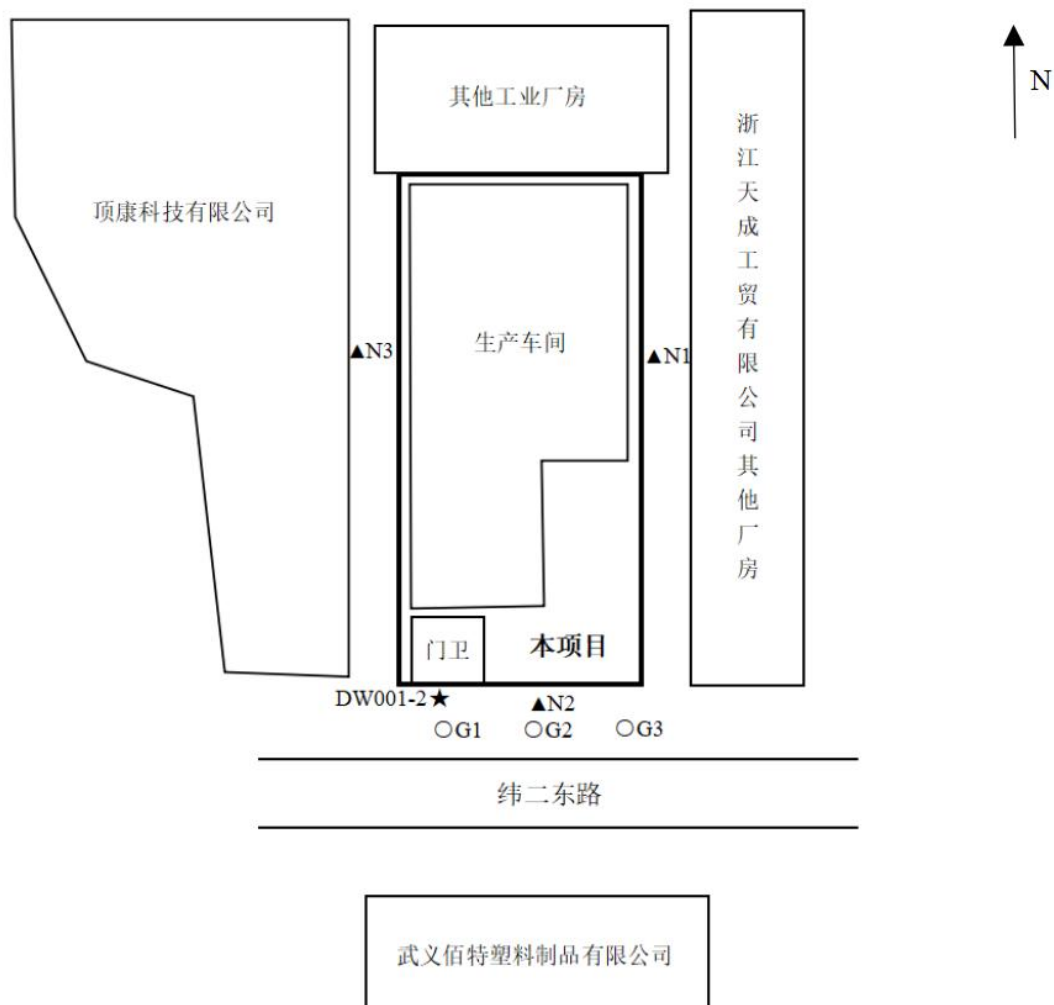 N
其他工业厂房
浙江天成工贸有限公司其他厂房
顶康科技有限公司
生产车间
▲N3
▲N1
门卫
本项目
DW001-2★
▲N2
○G1
○G2
○G3
纬二东路
武义佰特塑料制品有限公司